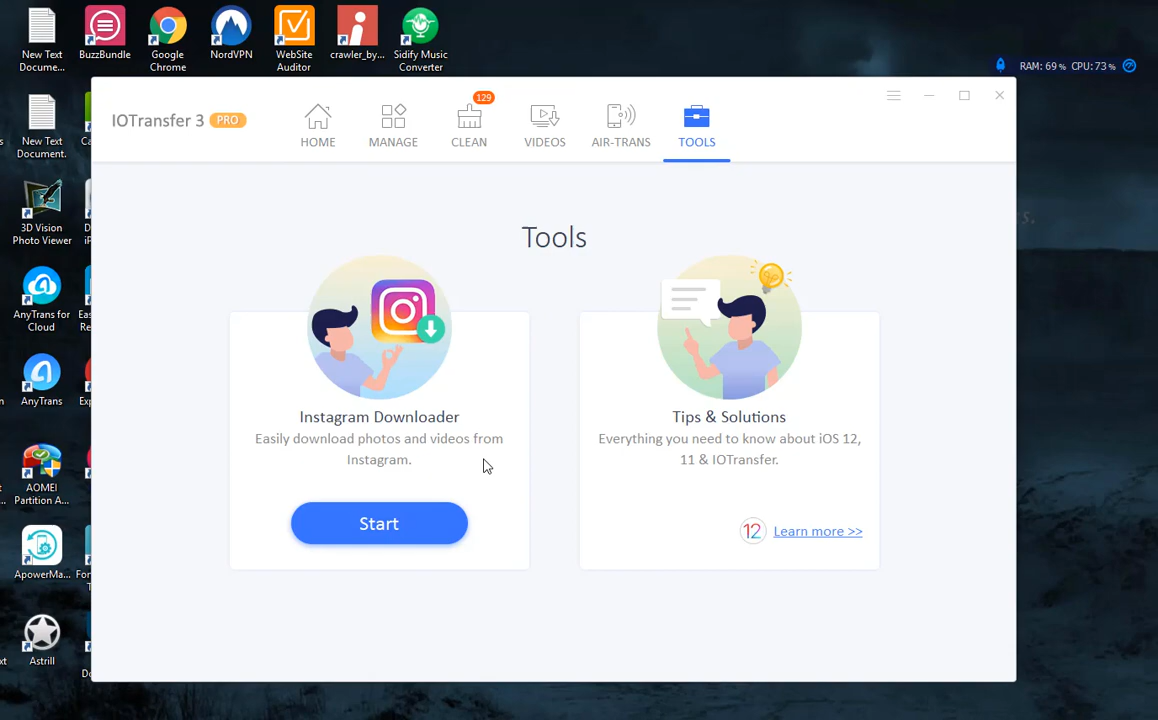 New Text
Docume...
BuzzBundle
Google
Chrome
NordVPN
WebSite
Auditor
crawler_by...
Sidify Music
Converter
RAM: 69% CPU: 73%
New Text
Document.
3D Vision
Photo Viewer
AnyTrans for
Cloud
AnyTrans
AOMEI
Partition A...
ApowerMa...
Astrill
IOTransfer 3 PRO
HOME
MANAGE
129
CLEAN
VIDEOS
AIR-TRANS
TOOLS
Tools
Instagram Downloader
Easily download photos and videos from
Instagram.
Start
Tips & Solutions
Everything you need to know about iOS 12,
11 & IOTransfer.
12 Learn more >>